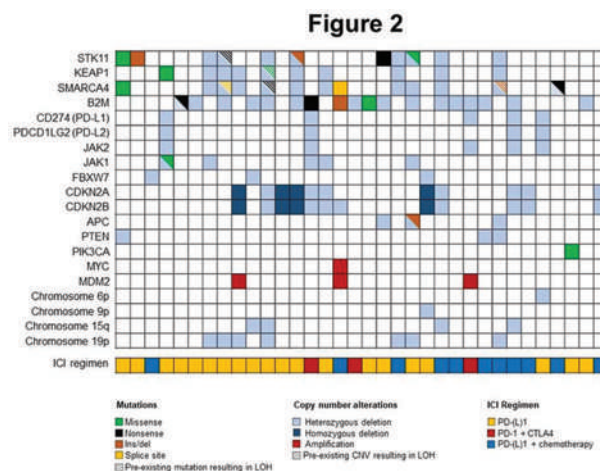 Figure 2
STK11
KEAP1
SMARCA4
B2M
CD274 (PD-L1)
PDCD1LG2 (PD-L2)
JAK2
JAK1
FBXW7
CDKN2A
CDKN2B
APC
PTEN
PIK3CA
MYC
MDM2
Chromosome 6p
Chromosome 9p
Chromosome 15q
Chromosome 19p
ICI regimen
Mutations
Missense
Nonsense
Ins/del
Splice site
Pre-existing mutation resulting in LOH
Copy number alterations
Heterozygous deletion
Homozygous deletion
Amplification
Pre-existing CNV resulting in LOH
ICI Regimen
PD-(L)1
PD-1 + CTLA4
PD-(L)1 + chemotherapy